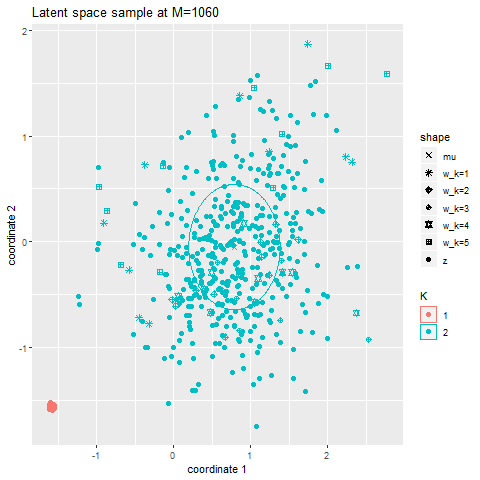 Latent space sample at M=1060
2
1
0
-1
-1
0
1
2
coordinate 1
coordinate 2
shape
mu
w_k=1
w_k=2
w_k=3
w_k=4
w_k=5
z
K
1
2